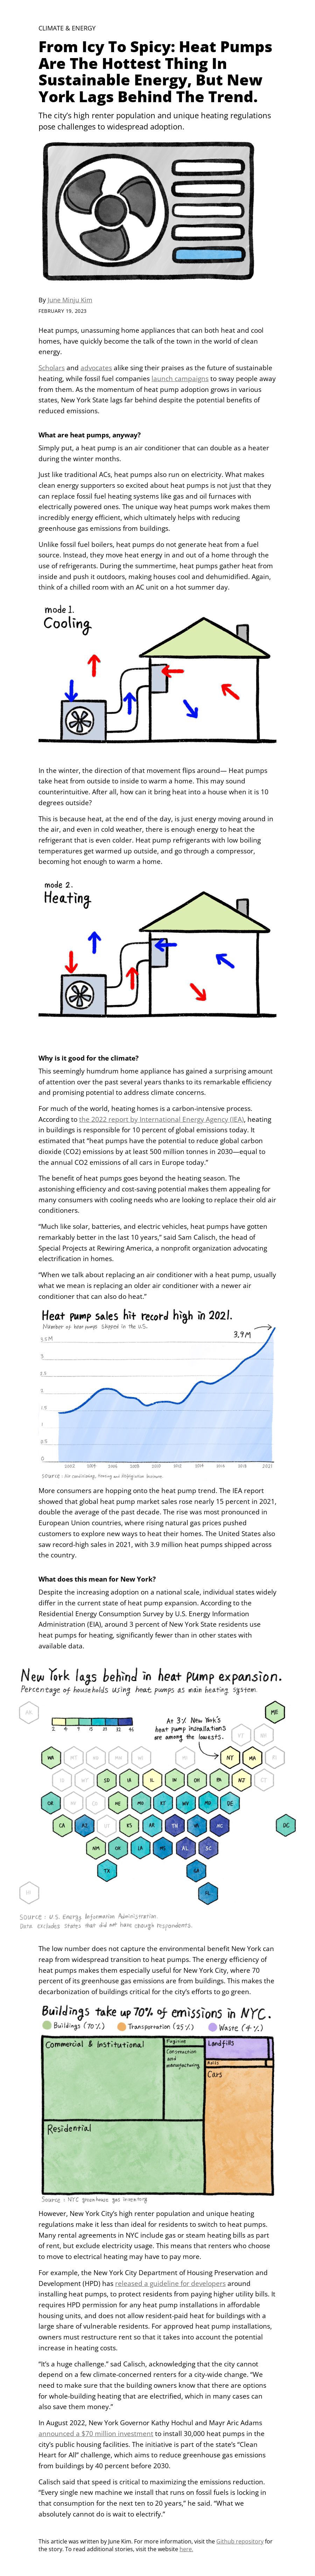 CLIMATE & ENERGY
From Icy To Spicy: Heat Pumps
Are The Hottest Thing In
Sustainable Energy, But New
York Lags Behind The Trend.
The city's high renter population and unique heating regulations
pose challenges to widespread adoption.
By June Minju Kim
FEBRUARY 19, 2023
Heat pumps, unassuming home appliances that can both heat and cool
homes, have quickly become the talk of the town in the world of clean
energy.
Scholars and advocates alike sing their praises as the future of sustainable
heating, while fossil fuel companies launch campaigns to sway people away
from them. As the momentum of heat pump adoption grows in various
states, New York State lags far behind despite the potential benefits of
reduced emissions.
What are heat pumps, anyway?
Simply put, a heat pump is an air conditioner that can double as a heater
during the winter months.
Just like traditional ACs, heat pumps also run on electricity. What makes
clean energy supporters so excited about heat pumps is not just that they
can replace fossil fuel heating systems like gas and oil furnaces with
electrically powered ones. The unique way heat pumps work makes them
incredibly energy efficient, which ultimately helps with reducing
greenhouse gas emissions from buildings.
Unlike fossil fuel boilers, heat pumps do not generate heat from a fuel
source. Instead, they move heat energy in and out of a home through the
use of refrigerants. During the summertime, heat pumps gather heat from
inside and push it outdoors, making houses cool and dehumidified. Again,
think of a chilled room with an AC unit on a hot summer day.
mode 1.
Cooling
In the winter, the direction of that movement flips around— Heat pumps
take heat from outside to inside to warm a home. This may sound
counterintuitive. After all, how can it bring heat into a house when it is 10
degrees outside?
This is because heat, at the end of the day, is just energy moving around in
the air, and even in cold weather, there is enough energy to heat the
refrigerant that is even colder. Heat pump refrigerants with low boiling
temperatures get warmed up outside, and go through a compressor,
becoming hot enough to warm a home.
mode 2.
Heating
Why is it good for the climate?
This seemingly humdrum home appliance has gained a surprising amount
of attention over the past several years thanks to its remarkable efficiency
and promising potential to address climate concerns.
For much of the world, heating homes is a carbon-intensive process.
According to the 2022 report by International Energy Agency (IEA), heating
in buildings is responsible for 10 percent of global emissions today. It
estimated that "heat pumps have the potential to reduce global carbon
dioxide (CO2) emissions by at least 500 million tonnes in 2030—equal to
the annual CO2 emissions of all cars in Europe today."
The benefit of heat pumps goes beyond the heating season. The
astonishing efficiency and cost-saving potential makes them appealing for
many consumers with cooling needs who are looking to replace their old air
conditioners.
"Much like solar, batteries, and electric vehicles, heat pumps have gotten
remarkably better in the last 10 years," said Sam Calisch, the head of
Special Projects at Rewiring America, a nonprofit organization advocating
electrification in homes.
"When we talk about replacing an air conditioner with a heat pump, usually
what we mean is replacing an older air conditioner with a newer air
conditioner that can also do heat."
Heat pump sales hit record high in 2021.
Number of heat pumps shipped in the U.S.
3.9M
3.5M
3
2.5
2
1.5
1
0.5
0
2002 2004 2006 2008 2010 2012 2014 2016 2018 2021
source: Air conditioning, Heating and Refrigeration Institute
More consumers are hopping onto the heat pump trend. The IEA report
showed that global heat pump market sales rose nearly 15 percent in 2021,
double the average of the past decade. The rise was most pronounced in
European Union countries, where rising natural gas prices pushed
customers to explore new ways to heat their homes. The United States also
saw record-high sales in 2021, with 3.9 million heat pumps shipped across
the country.
What does this mean for New York?
Despite the increasing adoption on a national scale, individual states widely
differ in the current state of heat pump expansion. According to the
Residential Energy Consumption Survey by U.S. Energy Information
Administration (EIA), around 3 percent of New York State residents use
heat pumps for heating, significantly fewer than in other states with
available data.
New York lags behind in heat pump expansion.
Percentage of households using heat pumps as main heating system.
ME
At 3% New York's
heat pump installations
are among the lowests.
WA NY MA
SD IA IL IN OH PA NJ
OR NE MO KY WV MD DE
CA AZ KS AR TN VA NC DC
NM OK LA MS AL SC
TX GA
FL
Source: U.S. Energy Information Administration.
Data excludes states that did not have enough respondents.
The low number does not capture the environmental benefit New York can
reap from widespread transition to heat pumps. The energy efficiency of
heat pumps makes them especially useful for New York City, where 70
percent of its greenhouse gas emissions are from buildings. This makes the
decarbonization of buildings critical for the city's efforts to go green.
Buildings take up 70% of emissions in NYC.
Buildings (70%) Transportation (25%) Waste (4%)
Commercial & Institutional
Fugitive
Construction
and
manufacturing
Landfills
Cars
Residential
Source: NYC greenhouse gas inventory
However, New York City's high renter population and unique heating
regulations make it less than ideal for residents to switch to heat pumps.
Many rental agreements in NYC include gas or steam heating bills as part
of rent, but exclude electricity usage. This means that renters who choose
to move to electrical heating may have to pay more.
For example, the New York City Department of Housing Preservation and
Development (HPD) has released a guideline for developers around
installing heat pumps, to protect residents from paying higher utility bills. It
requires HPD permission for any heat pump installations in affordable
housing units, and does not allow resident-paid heat for buildings with a
large share of vulnerable residents. For approved heat pump installations,
owners must restructure rent so that it takes into account the potential
increase in heating costs.
"It's a huge challenge." sad Calisch, acknowledging that the city cannot
depend on a few climate-concerned renters for a city-wide change. "We
need to make sure that the building owners know that there are options
for whole-building heating that are electrified, which in many cases can
also save them money."
In August 2022, New York Governor Kathy Hochul and Mayr Aric Adams
announced a $70 million investment to install 30,000 heat pumps in the
city's public housing facilities. The initiative is part of the state's "Clean
Heart for All" challenge, which aims to reduce greenhouse gas emissions
from buildings by 40 percent before 2030.
Calisch said that speed is critical to maximizing the emissions reduction.
"Every single new machine we install that runs on fossil fuels is locking in
that consumption for the next ten to 20 years," he said. "What we
absolutely cannot do is wait to electrify."
This article was written by June Kim. For more information, visit the Github repository for
the story. To read additional stories, visit the website here.